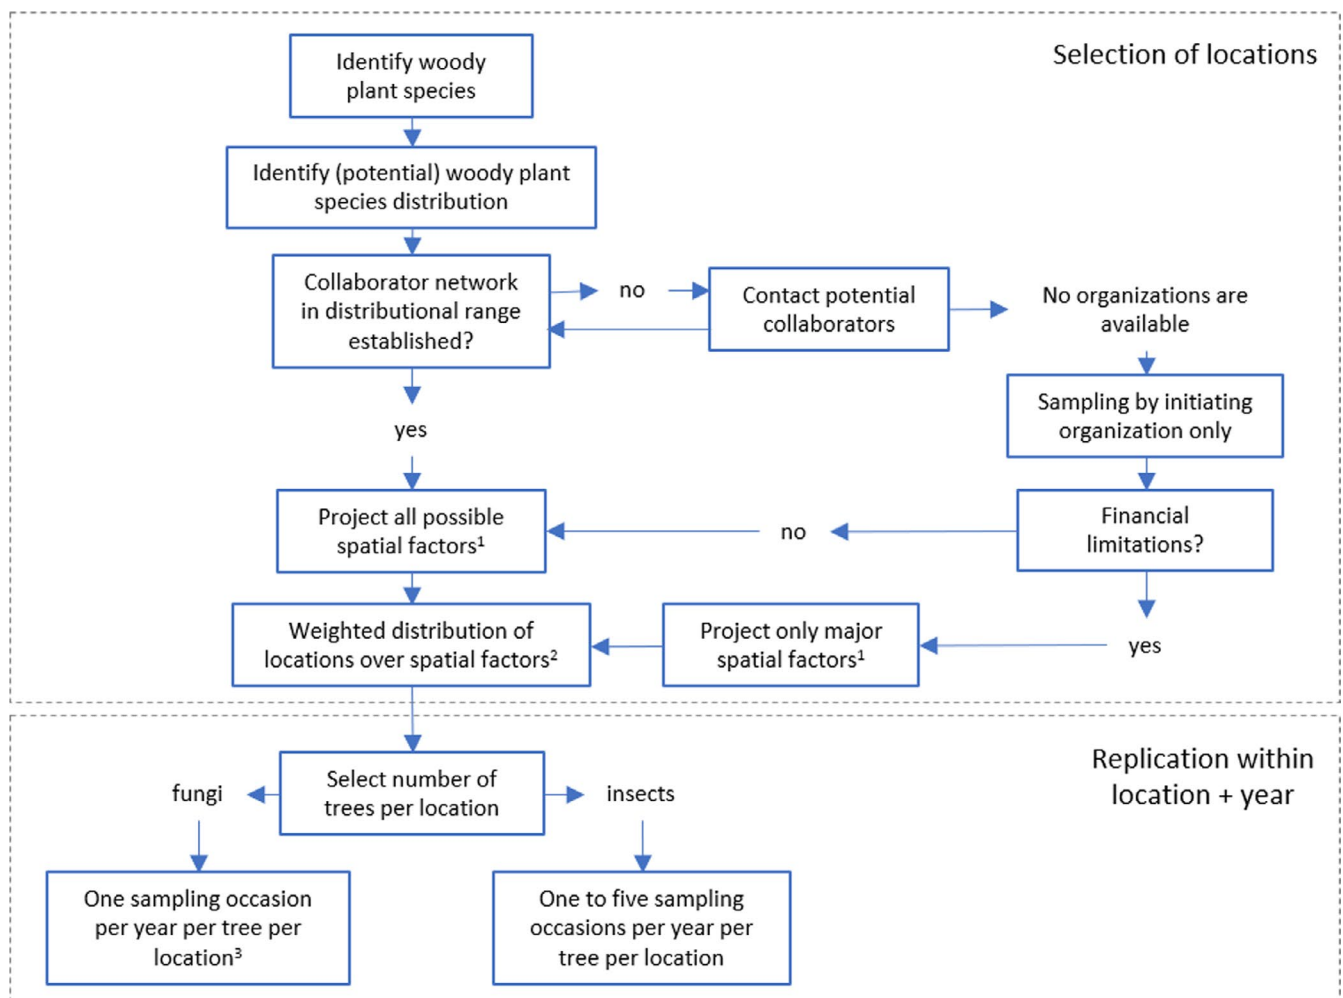 Selection of locations
Identify woody
plant species
Identify (potential) woody plant
species distribution
Collaborator network
in distributional range
established?
no
Contact potential
collaborators
No organizations are
available
Sampling by initiating
organization only
yes
Project all possible
spatial factors¹
no
Financial
limitations?
Weighted distribution of
locations over spatial factors²
Project only major
spatial factors¹
yes
Replication within
location + year
Select number of
trees per location
fungi
insects
One sampling occasion
per year per tree per
location³
One to five sampling
occasions per year per
tree per location